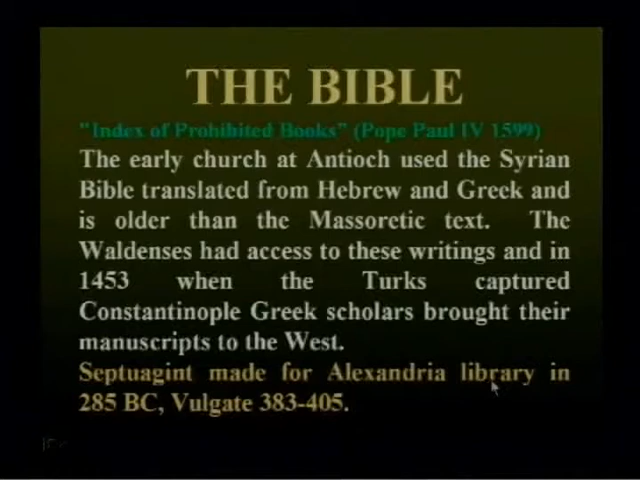 THE BIBLE
"Index of Prohibited Books" (Pope Paul IV 1599)
The early church at Antioch used the Syrian
Bible translated from Hebrew and Greek and
is older than the Massoretic text. The
Waldenses had access to these writings and in
1453 when the Turks captured
Constantinople Greek scholars brought their
manuscripts to the West.
Septuagint made for Alexandria library in
285 BC, Vulgate 383-405.